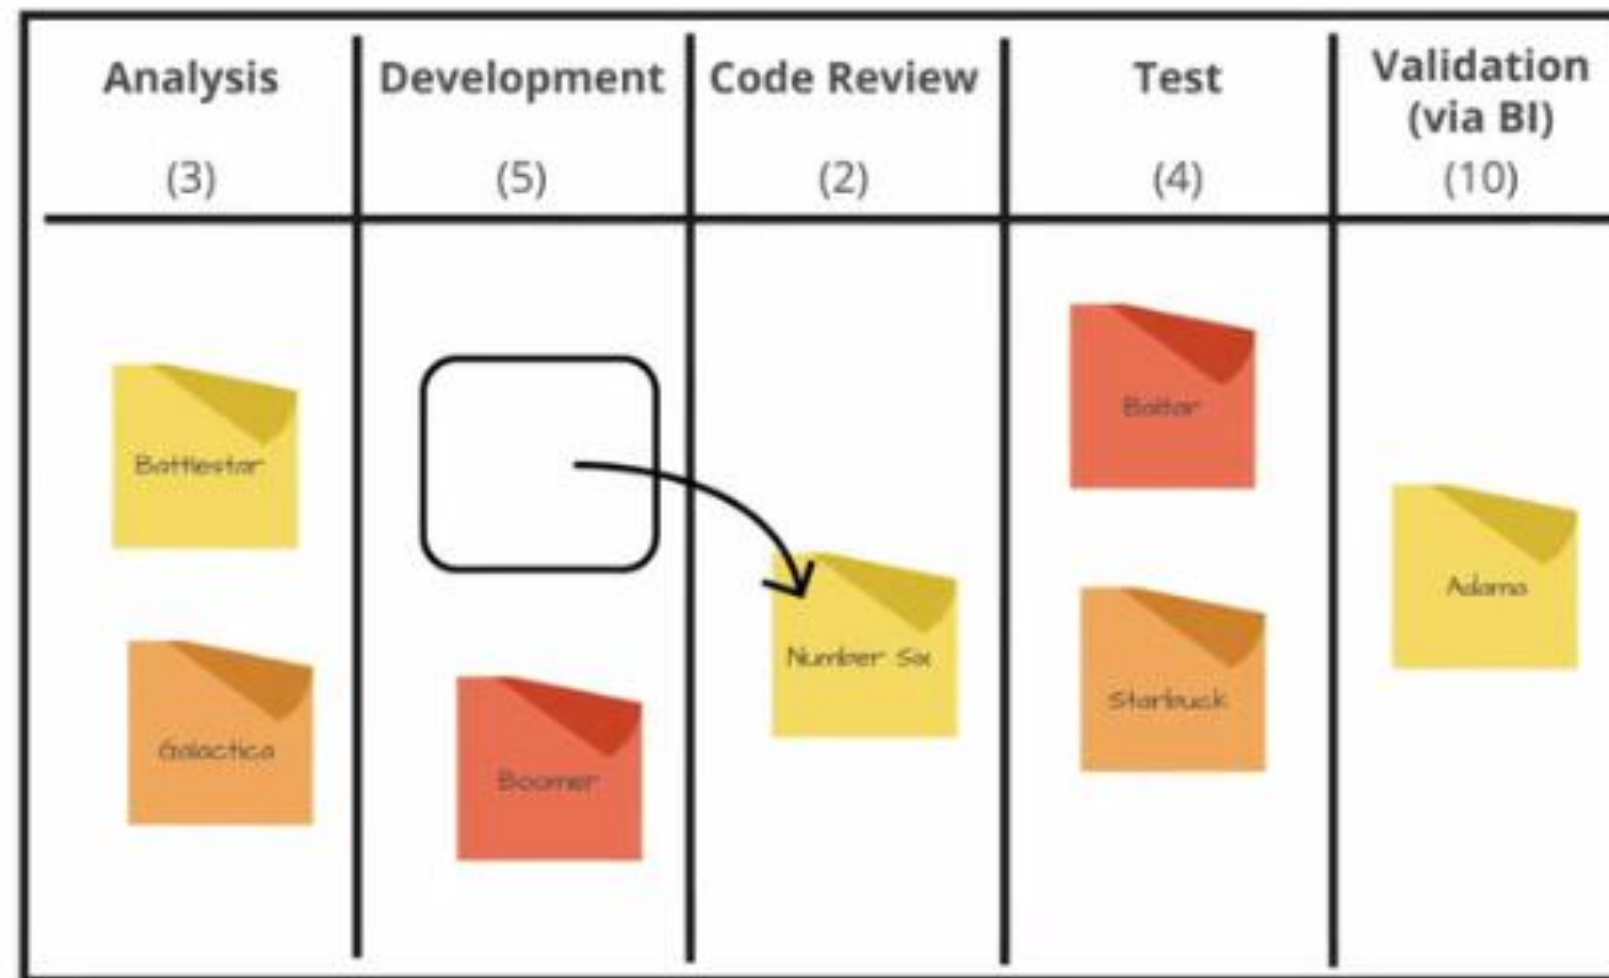 Analysis
Development
Code Review
Test
Validation
(via BI)
(3)
(5)
(2)
(4)
(10)
Battlestar
Galactica
Boomer
Number Six
Baltar
Starbuck
Adama